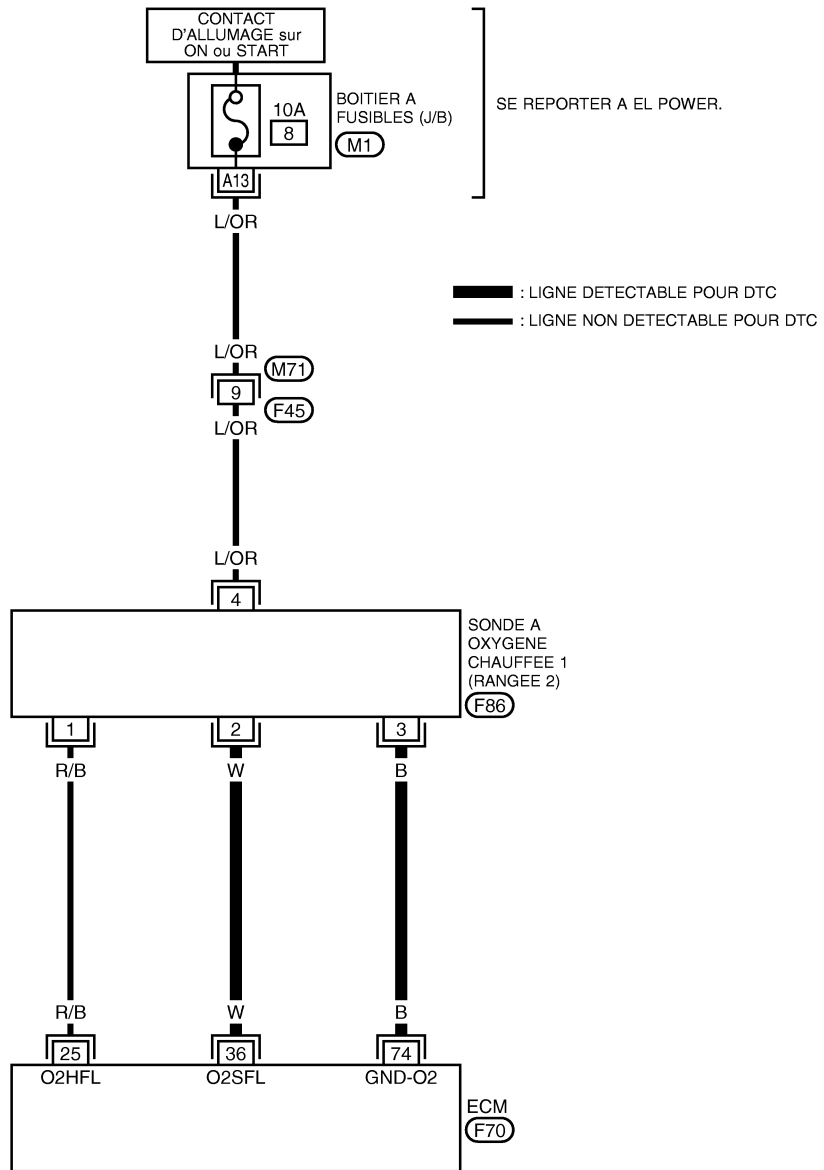 CONTACT
D'ALLUMAGE sur
ON ou START
10A
8
BOITIER A
FUSIBLES (J/B)
M1
SE REPORTER A EL POWER.
A13
L/OR
: LIGNE DETECTABLE POUR DTC
: LIGNE NON DETECTABLE POUR DTC
L/OR
M71
9
F45
L/OR
L/OR
4
SONDE A
OXYGENE
CHAUFFEE 1
(RANGEE 2)
F86
1 2 3
R/B W B
R/B W B
25 36 74
O2HFL O2SFL GND-O2
ECM
F70